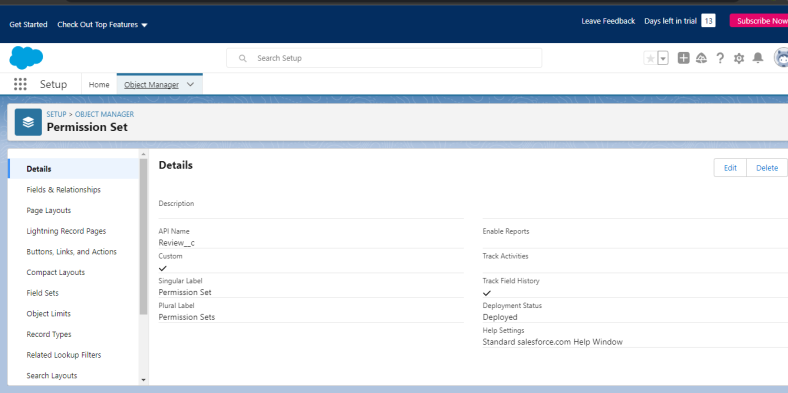 Get Started Check Out Top Features
Leave Feedback Days left in trial 13 Subscribe Now
Search Setup
Setup Home Object Manager
SETUP > OBJECT MANAGER
Permission Set
Details
Fields & Relationships
Page Layouts
Lightning Record Pages
Buttons, Links, and Actions
Compact Layouts
Field Sets
Object Limits
Record Types
Related Lookup Filters
Search Layouts
Details
Edit Delete
Description
API Name
Review__c
Custom
Singular Label
Permission Set
Plural Label
Permission Sets
Enable Reports
Track Activities
Track Field History
Deployment Status
Deployed
Help Settings
Standard salesforce.com Help Window